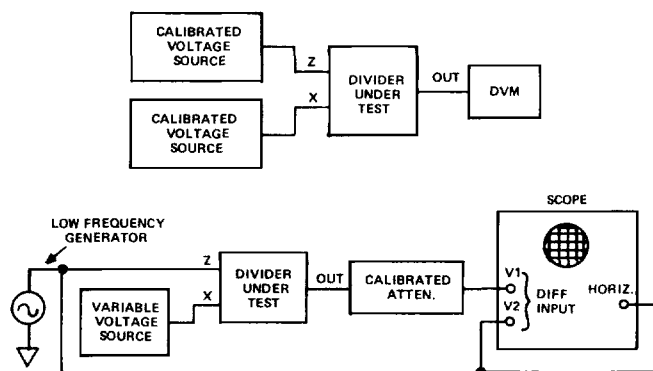 CALIBRATED
VOLTAGE
SOURCE
Z
DIVIDER
UNDER
TEST
OUT
DVM
X
CALIBRATED
VOLTAGE
SOURCE
SCOPE
LOW FREQUENCY
GENERATOR
Z
DIVIDER
UNDER
TEST
OUT
CALIBRATED
ATTEN.
V1
DIFF
INPUT
HORIZ.
V2
X
VARIABLE
VOLTAGE
SOURCE